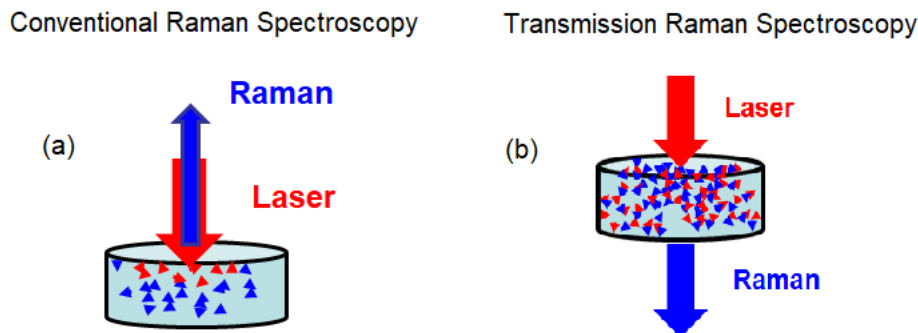 Conventional Raman Spectroscopy
Transmission Raman Spectroscopy
(a)
Raman
Laser
(b)
Laser
Raman